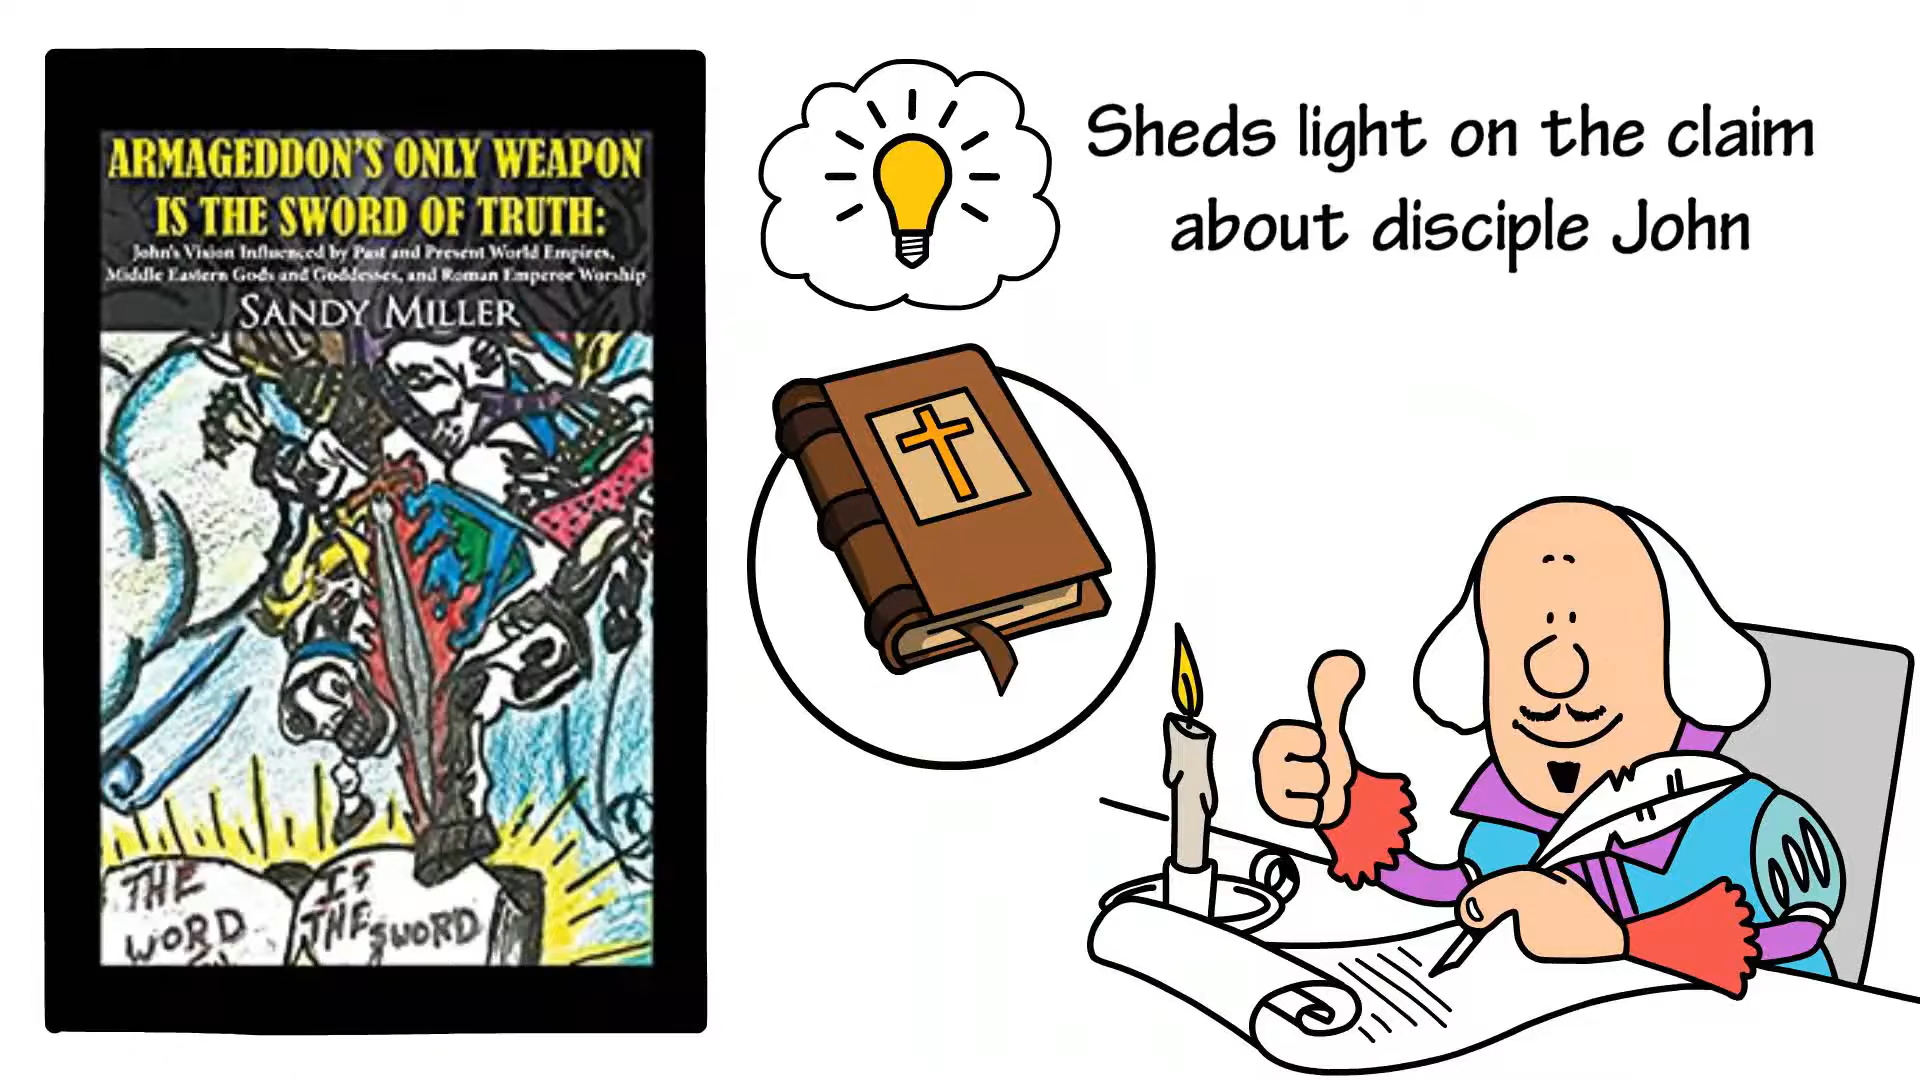 ARMAGEDDON'S ONLY WEAPON
IS THE SWORD OF TRUTH:
John's Vision Influenced by Past and Present World Empires,
Middle Eastern Gods and Goddesses, and Roman Emperor Worship
SANDY MILLER
THE
WORD
IS
THE SWORD
Sheds light on the claim
about disciple John